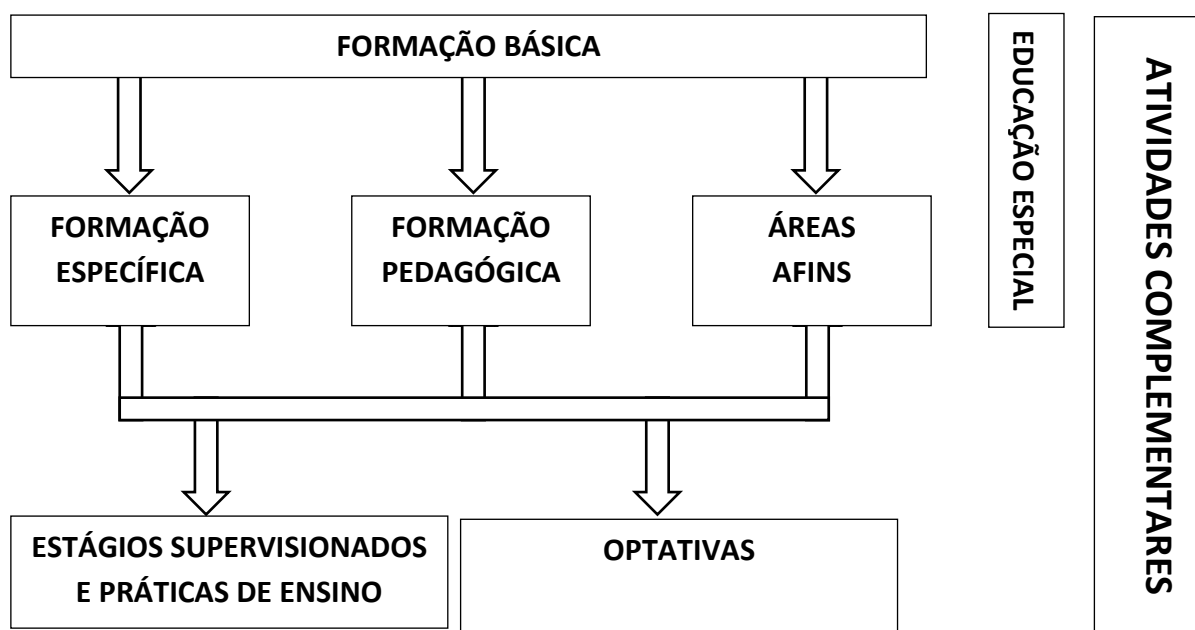 FORMAÇÃO BÁSICA
FORMAÇÃO
ESPECÍFICA
FORMAÇÃO
PEDAGÓGICA
ÁREAS
AFINS
ESTÁGIOS SUPERVISIONADOS
E PRÁTICAS DE ENSINO
OPTATIVAS
EDUCAÇÃO ESPECIAL
ATIVIDADES COMPLEMENTARES